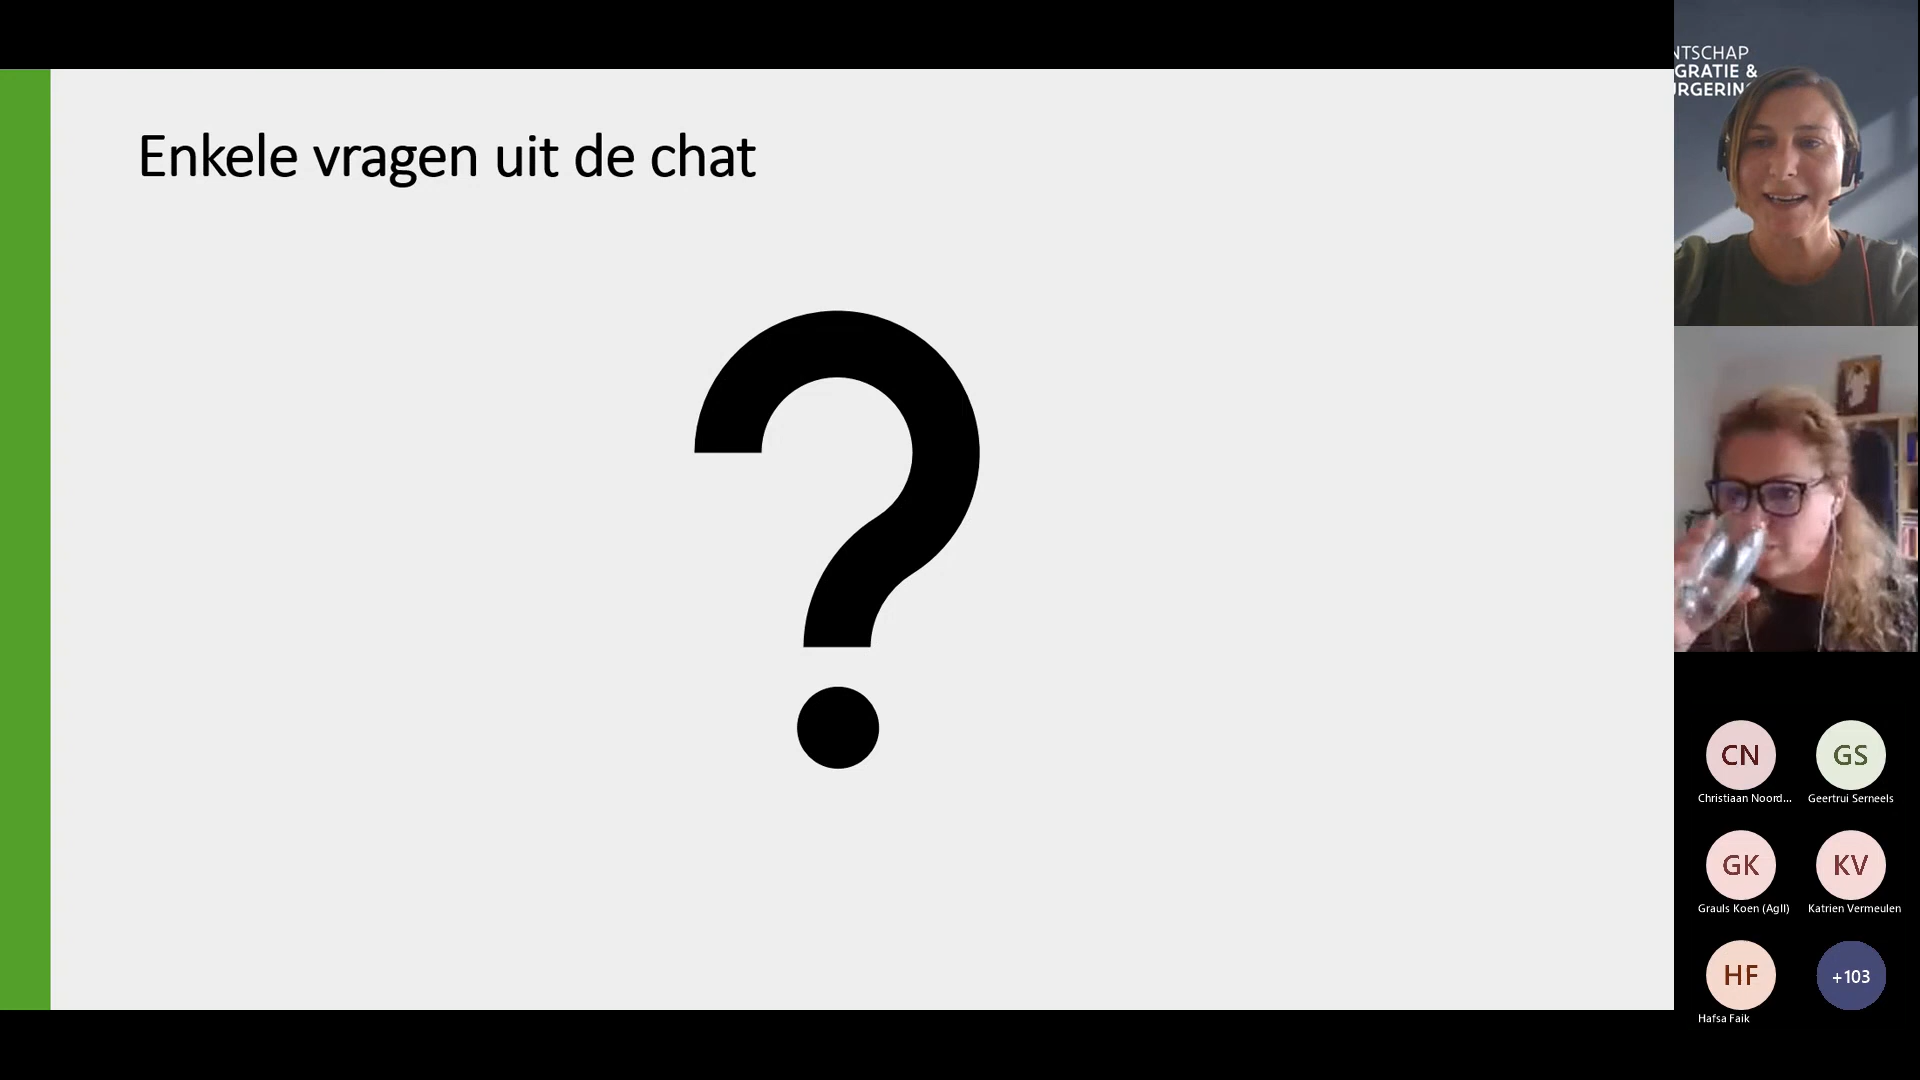 Enkele vragen uit de chat
?
NTSCHAP
GRATIE &
URGERIN
CN
GS
Christiaan Noord...
Geertrui Serneels
GK
KV
Grauls Koen (AgII)
Katrien Vermeulen
HF
+103
Hafsa Faik